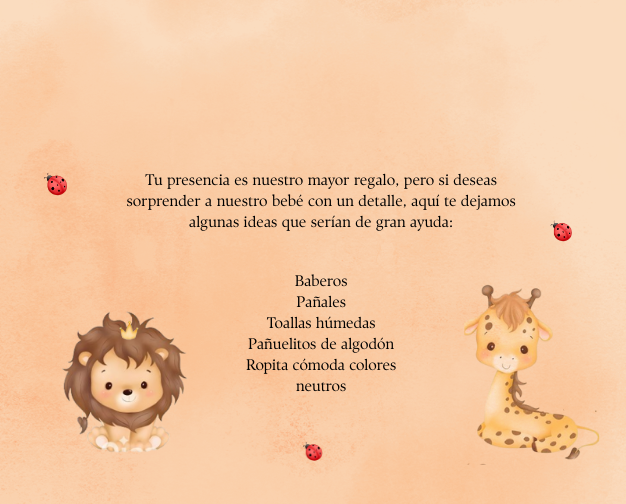 Tu presencia es nuestro mayor regalo, pero si deseas
sorprender a nuestro bebé con un detalle, aquí te dejamos
algunas ideas que serían de gran ayuda:
Baberos
Pañales
Toallas húmedas
Pañuelitos de algodón
Ropita cómoda colores
neutros